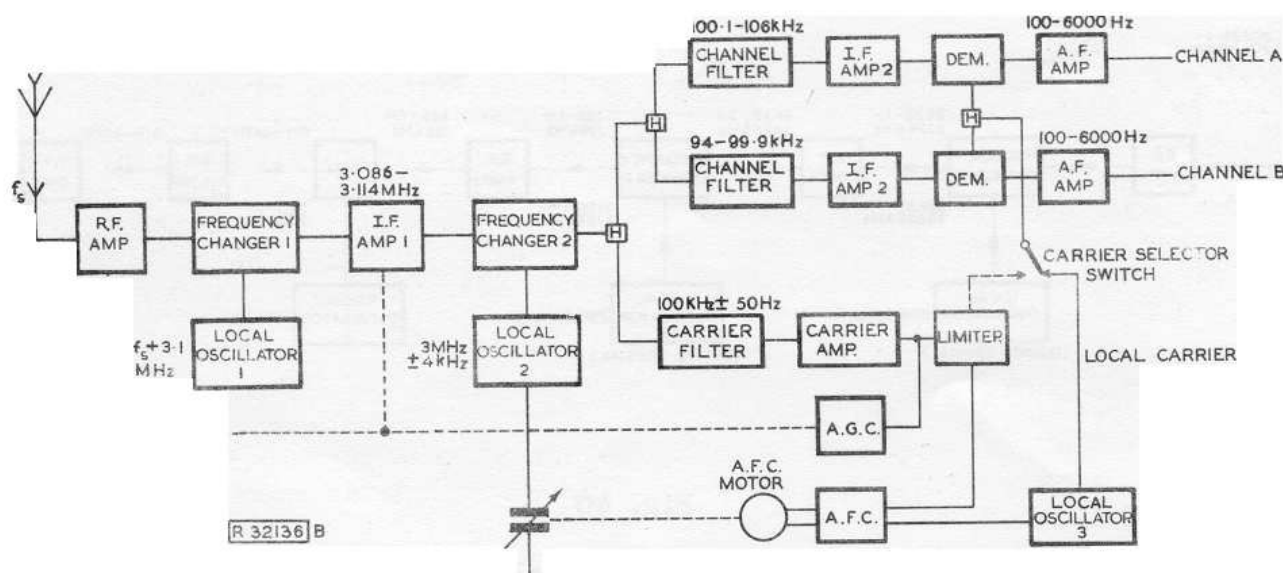 100·1-106kHz
CHANNEL
FILTER
I.F.
AMP 2
DEM.
100-6000 Hz
A.F.
AMP
CHANNEL A
H
H
94-99·9kHz
CHANNEL
FILTER
I.F.
AMP 2
DEM.
100-6000Hz
A.F.
AMP
CHANNEL B
fs
R.F.
AMP
FREQUENCY
CHANGER 1
3·086-
3·114MHz
I.F.
AMP 1
FREQUENCY
CHANGER 2
H
CARRIER SELECTOR
SWITCH
fs+3·1
MHz
LOCAL
OSCILLATOR
1
3MHz
±4kHz
LOCAL
OSCILLATOR
2
100KHz± 50Hz
CARRIER
FILTER
CARRIER
AMP.
LIMITER
LOCAL CARRIER
A.G.C.
A.F.C.
MOTOR
A.F.C.
LOCAL
OSCILLATOR
3
R 32136 B